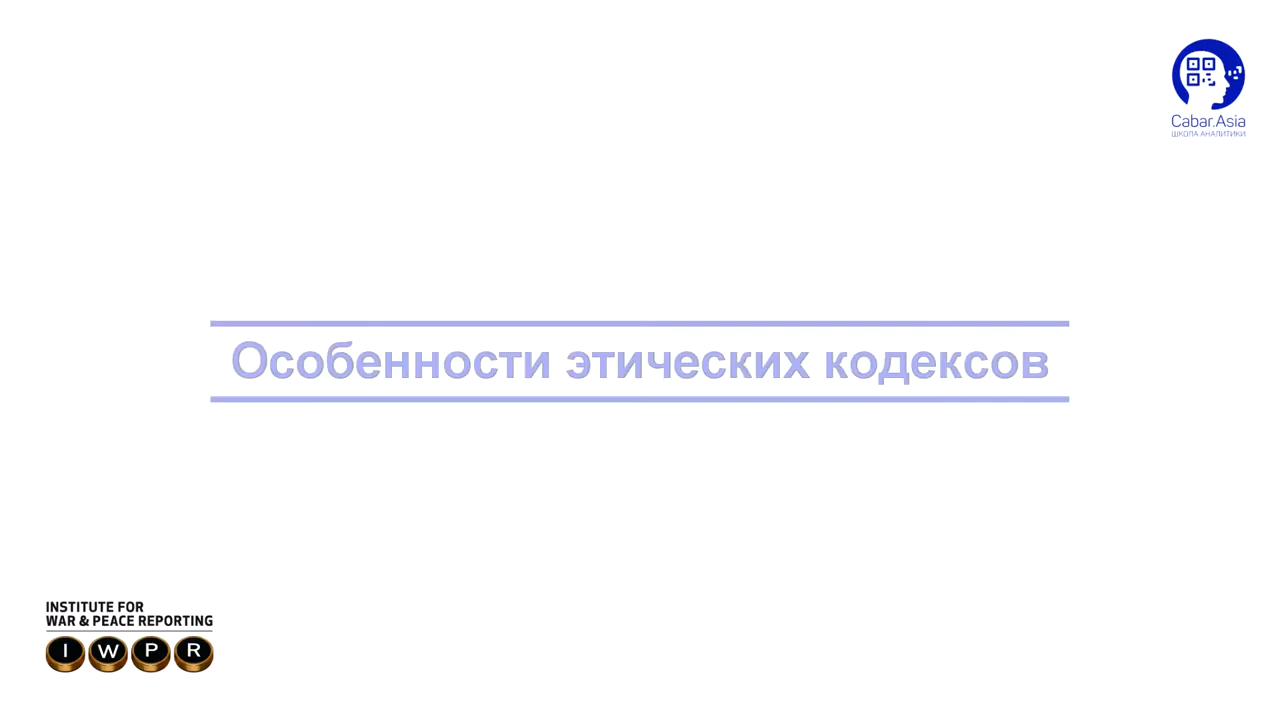 Cabar.Asia
ШКОЛА АНАЛИТИКИ
Особенности этических кодексов
INSTITUTE FOR
WAR & PEACE REPORTING
I W P R